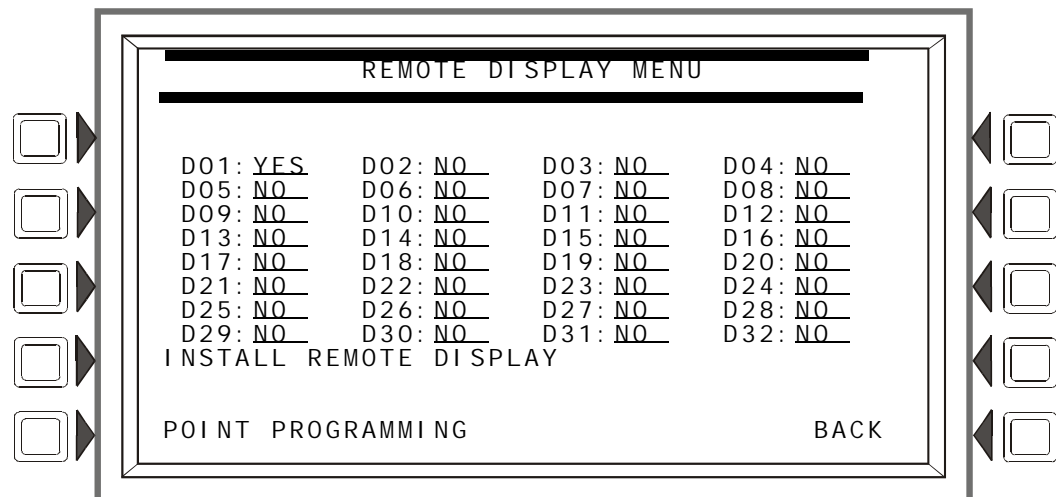 REMOTE DISPLAY MENU
D01: YES D02: NO D03: NO D04: NO
D05: NO D06: NO D07: NO D08: NO
D09: NO D10: NO D11: NO D12: NO
D13: NO D14: NO D15: NO D16: NO
D17: NO D18: NO D19: NO D20: NO
D21: NO D22: NO D23: NO D24: NO
D25: NO D26: NO D27: NO D28: NO
D29: NO D30: NO D31: NO D32: NO
INSTALL REMOTE DISPLAY
POINT PROGRAMMING BACK